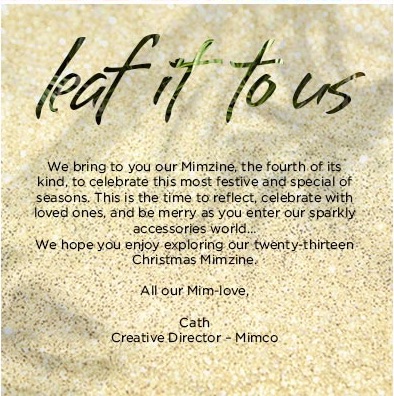 leaf it to us
We bring to you our Mimzine, the fourth of its
kind, to celebrate this most festive and special of
seasons. This is the time to reflect, celebrate with
loved ones, and be merry as you enter our sparkly
accessories world...
We hope you enjoy exploring our twenty-thirteen
Christmas Mimzine.
All our Mim-love,
Cath
Creative Director – Mimco